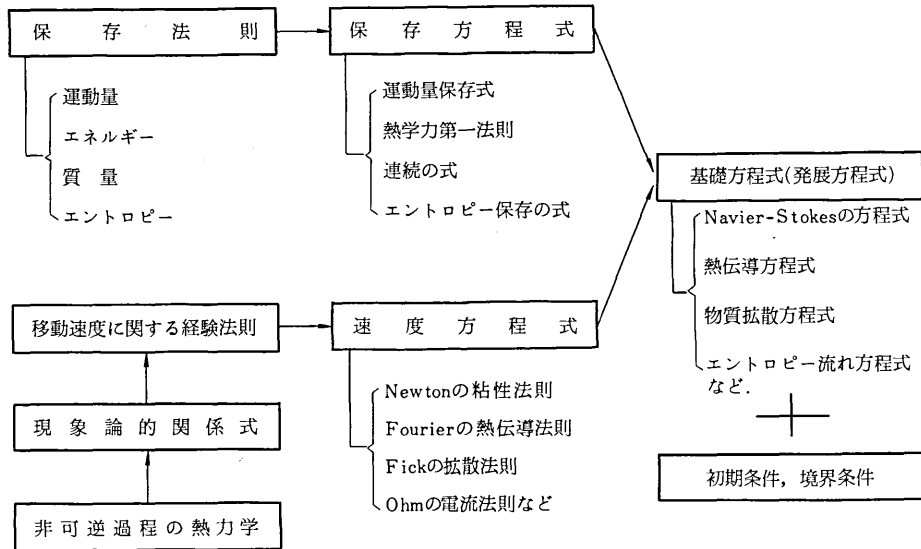 保存法則
運動量
エネルギー
質量
エントロピー
保存方程式
運動量保存式
熱学力第一法則
連続の式
エントロピー保存の式
移動速度に関する経験法則
現象論的関係式
非可逆過程の熱力学
速度方程式
Newtonの粘性法則
Fourierの熱伝導法則
Fickの拡散法則
Ohmの電流法則など
基礎方程式(発展方程式)
Navier-Stokesの方程式
熱伝導方程式
物質拡散方程式
エントロピー流れ方程式
など.
初期条件,境界条件